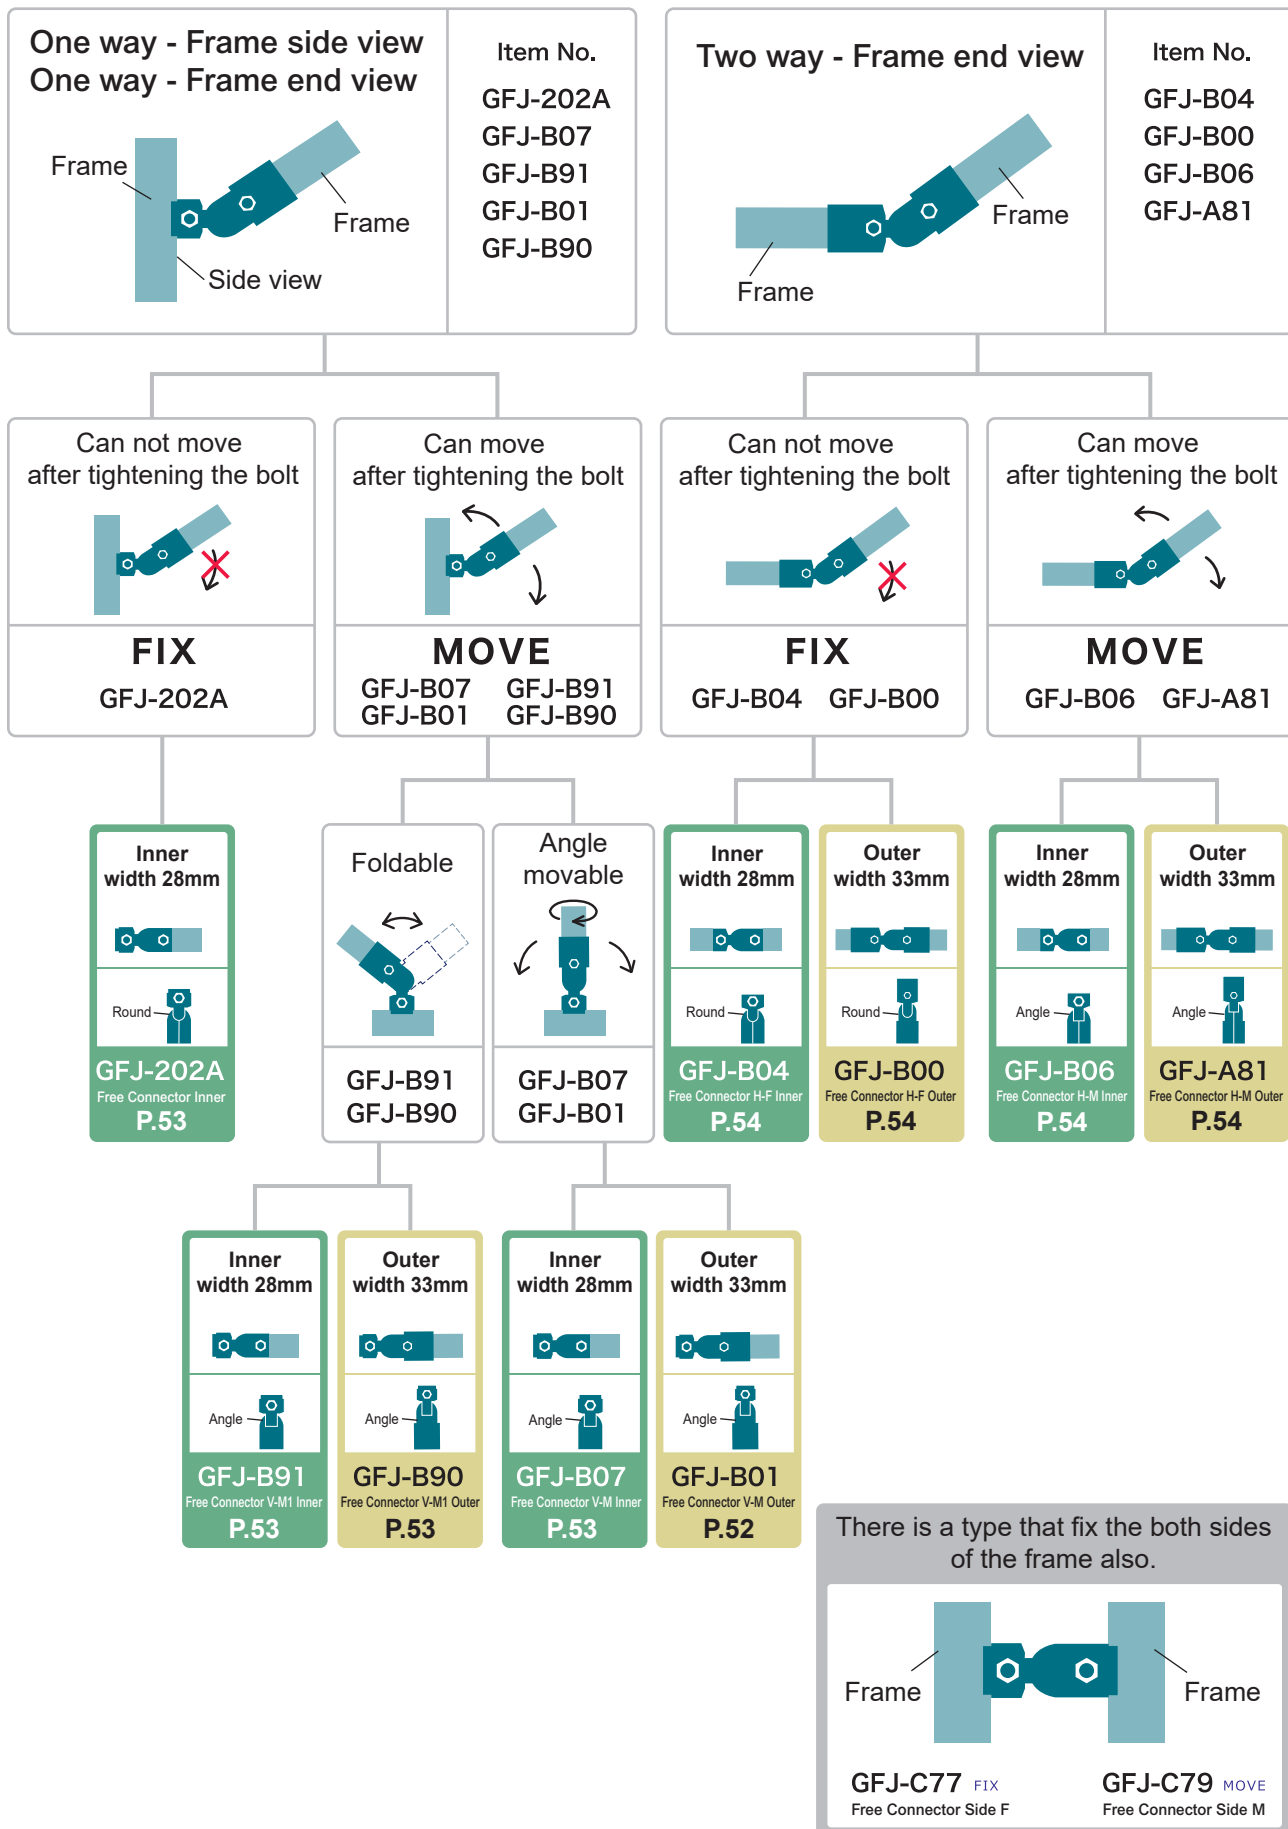 One way - Frame side view
One way - Frame end view
Frame
Frame
Side view
Item No.
GFJ-202A
GFJ-B07
GFJ-B91
GFJ-B01
GFJ-B90
Two way - Frame end view
Frame
Frame
Item No.
GFJ-B04
GFJ-B00
GFJ-B06
GFJ-A81
Can not move
after tightening the bolt
FIX
GFJ-202A
Can move
after tightening the bolt
MOVE
GFJ-B07 GFJ-B91
GFJ-B01 GFJ-B90
Can not move
after tightening the bolt
FIX
GFJ-B04 GFJ-B00
Can move
after tightening the bolt
MOVE
GFJ-B06 GFJ-A81
Inner
width 28mm
Round
GFJ-202A
Free Connector Inner
P.53
Foldable
GFJ-B91
GFJ-B90
Angle
movable
GFJ-B07
GFJ-B01
Inner
width 28mm
Round
GFJ-B04
Free Connector H-F Inner
P.54
Outer
width 33mm
Round
GFJ-B00
Free Connector H-F Outer
P.54
Inner
width 28mm
Angle
GFJ-B06
Free Connector H-M Inner
P.54
Outer
width 33mm
Angle
GFJ-A81
Free Connector H-M Outer
P.54
Inner
width 28mm
Angle
GFJ-B91
Free Connector V-M1 Inner
P.53
Outer
width 33mm
Angle
GFJ-B90
Free Connector V-M1 Outer
P.53
Inner
width 28mm
Angle
GFJ-B07
Free Connector V-M Inner
P.53
Outer
width 33mm
Angle
GFJ-B01
Free Connector V-M Outer
P.52
There is a type that fix the both sides
of the frame also.
Frame
Frame
GFJ-C77 FIX
Free Connector Side F
GFJ-C79 MOVE
Free Connector Side M